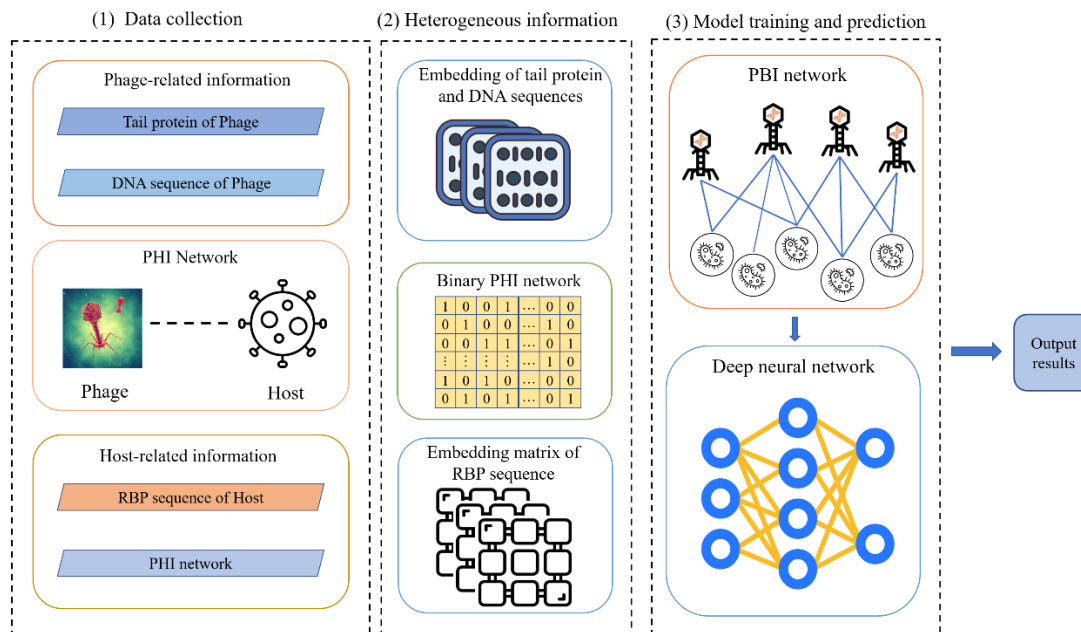 (1) Data collection
Phage-related information
Tail protein of Phage
DNA sequence of Phage
PHI Network
Phage
Host
Host-related information
RBP sequence of Host
PHI network
(2) Heterogeneous information
Embedding of tail protein
and DNA sequences
Binary PHI network
1 0 0 1 ... 0 0
0 1 0 0 ... 1 0
0 0 1 1 ... 0 1
⋮ ⋮ ⋮ ⋮ ... 1 0
1 0 1 0 ... 0 0
0 1 0 1 ... 0 1
Embedding matrix of
RBP sequence
(3) Model training and prediction
PBI network
Deep neural network
Output
results